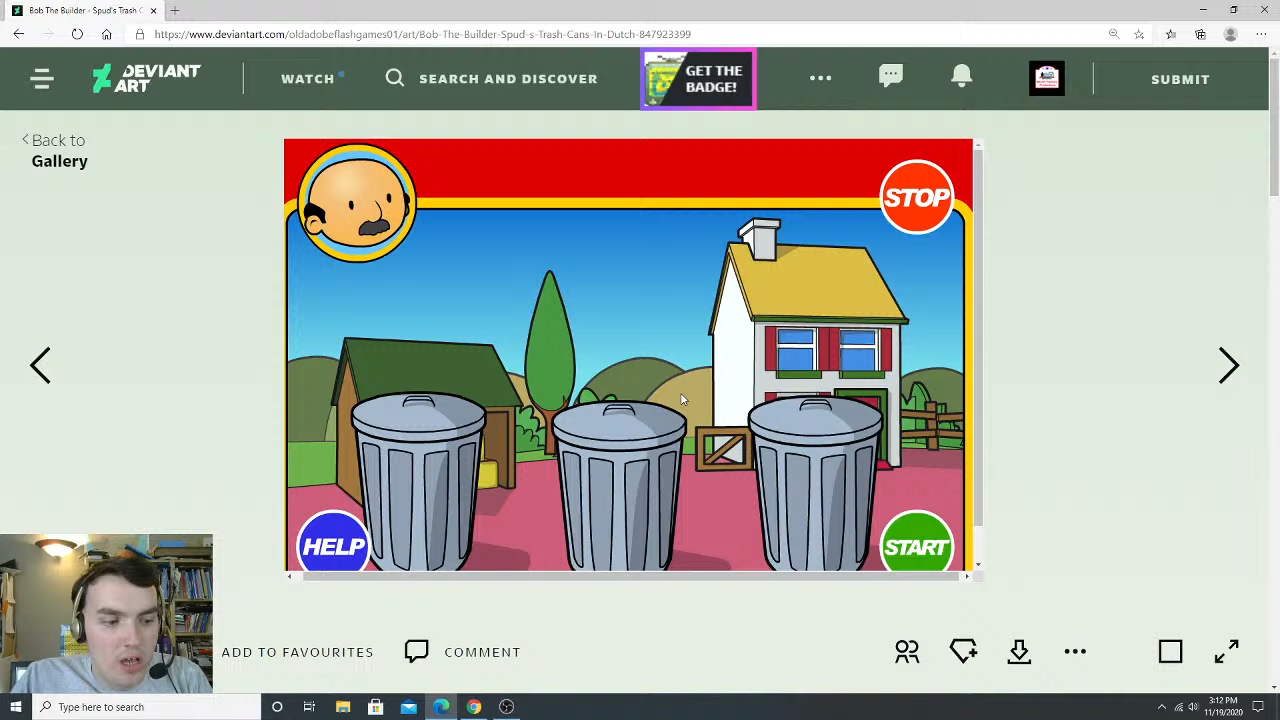 Bob The Builder - Spud's Trash C
https://www.deviantart.com/oldadobeflashgames01/art/Bob-The-Builder-Spud-s-Trash-Cans-In-Dutch-847923399
DEVIANT ART
WATCH
SEARCH AND DISCOVER
GET THE BADGE!
SUBMIT
Back to
Gallery
STOP
HELP
START
ADD TO FAVOURITES
COMMENT
Type here to search
3:12 PM
11/19/2020